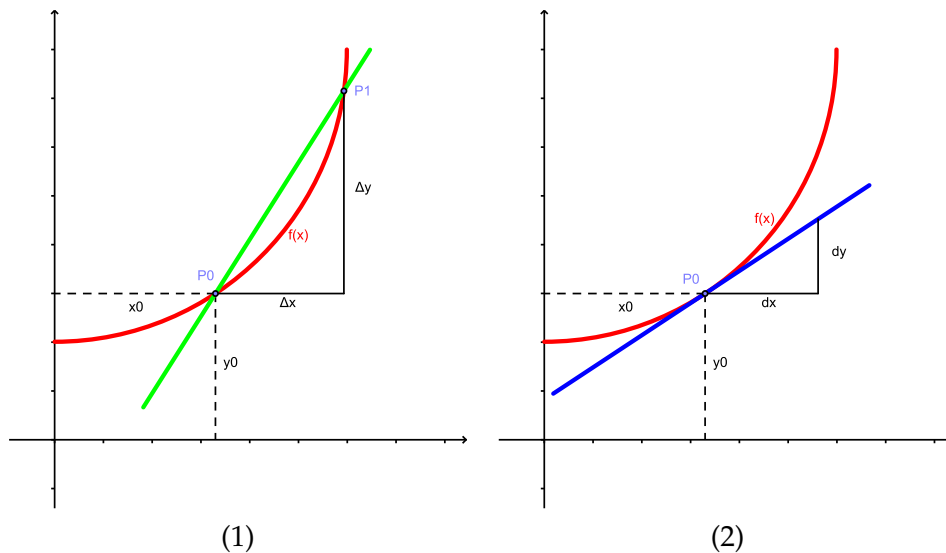 P1
Δy
f(x)
P0
x0
Δx
y0
(1)
f(x)
P0
dy
x0
dx
y0
(2)